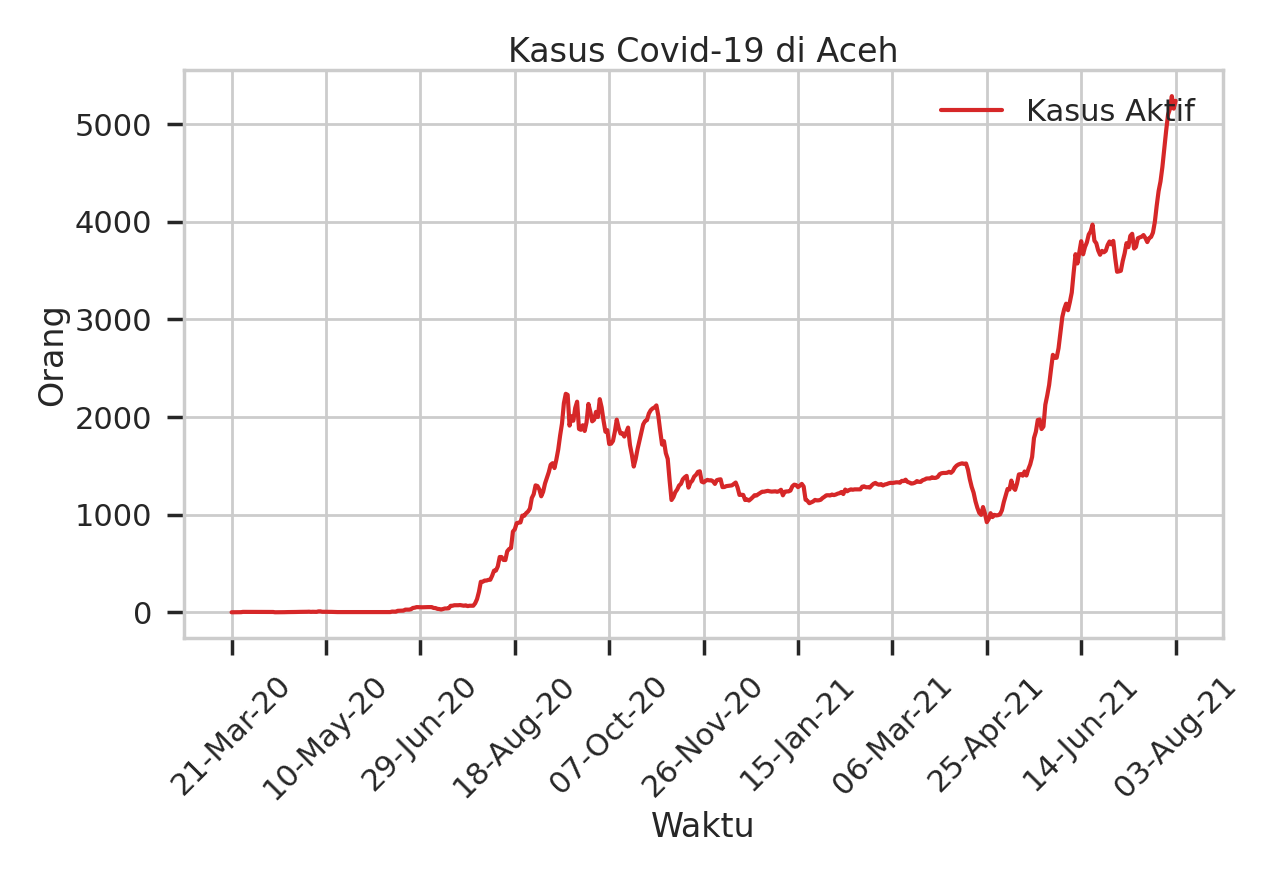 Kasus Covid-19 di Aceh
Kasus Aktif
Orang
5000
4000
3000
2000
1000
0
21-Mar-20
10-May-20
29-Jun-20
18-Aug-20
07-Oct-20
26-Nov-20
15-Jan-21
06-Mar-21
25-Apr-21
14-Jun-21
03-Aug-21
Waktu